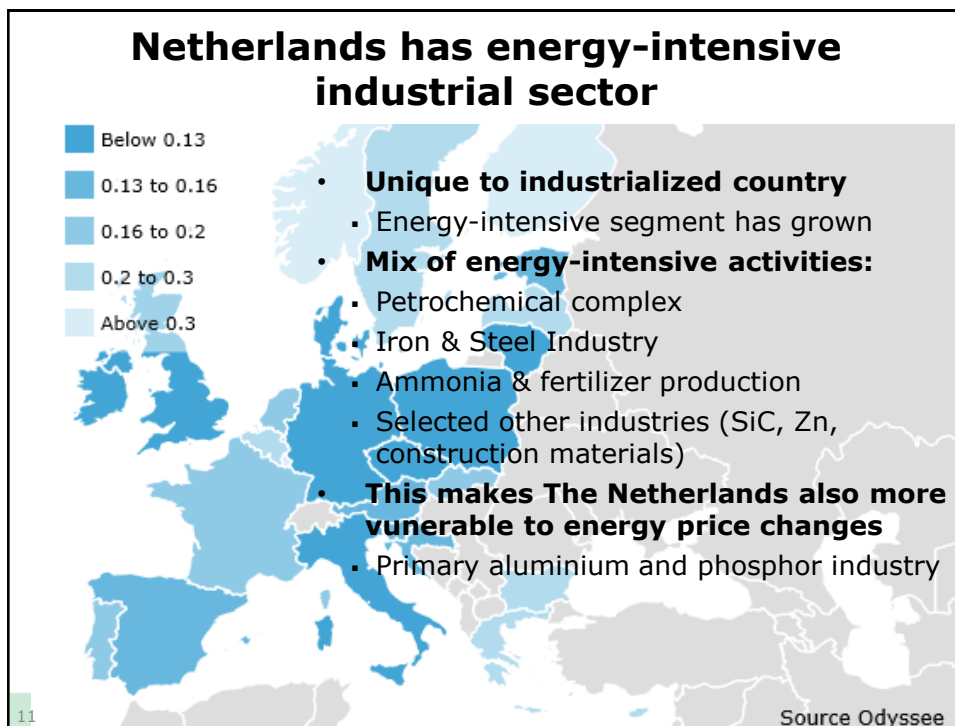 Netherlands has energy-intensive
industrial sector
Below 0.13
0.13 to 0.16
0.16 to 0.2
0.2 to 0.3
Above 0.3
• Unique to industrialized country
▪ Energy-intensive segment has grown
• Mix of energy-intensive activities:
▪ Petrochemical complex
▪ Iron & Steel Industry
▪ Ammonia & fertilizer production
▪ Selected other industries (SiC, Zn,
construction materials)
• This makes The Netherlands also more
vunerable to energy price changes
▪ Primary aluminium and phosphor industry
11
Source Odyssee